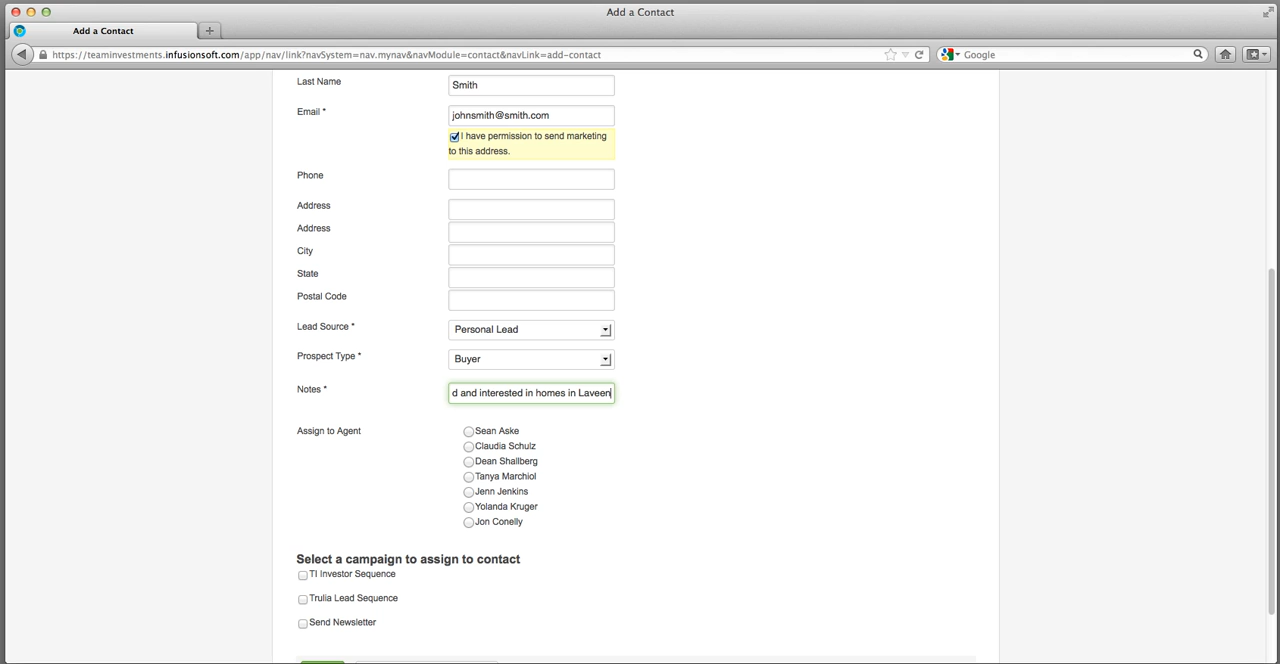 Add a Contact
Add a Contact
https://teaminvestments.infusionsoft.com/app/nav/link?navSystem=nav.mynav&navModule=contact&navLink=add-contact
Google
Last Name
Smith
Email *
johnsmith@smith.com
I have permission to send marketing
to this address.
Phone
Address
Address
City
State
Postal Code
Lead Source *
Personal Lead
Prospect Type *
Buyer
Notes *
d and interested in homes in Laveen
Assign to Agent
Sean Aske
Claudia Schulz
Dean Shallberg
Tanya Marchiol
Jenn Jenkins
Yolanda Kruger
Jon Conelly
Select a campaign to assign to contact
TI Investor Sequence
Trulia Lead Sequence
Send Newsletter